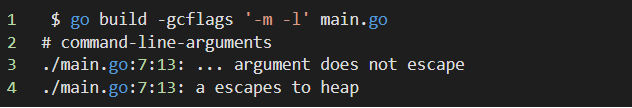 1 $ go build -gcflags '-m -l' main.go
2 # command-line-arguments
3 ./main.go:7:13: ... argument does not escape
4 ./main.go:7:13: a escapes to heap